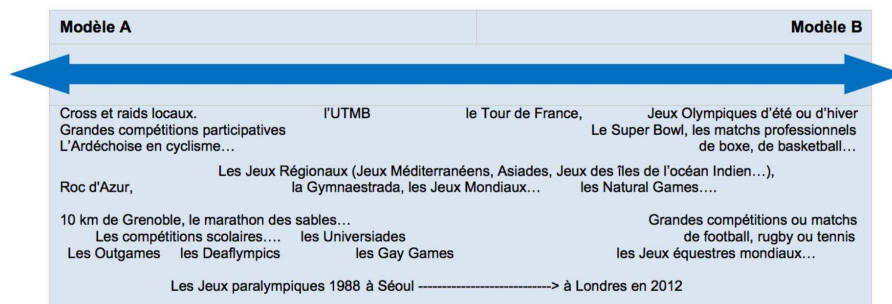 Modèle A Modèle B
Cross et raids locaux. l'UTMB le Tour de France, Jeux Olympiques d'été ou d'hiver
Grandes compétitions participatives Le Super Bowl, les matchs professionnels
L'Ardéchoise en cyclisme… de boxe, de basketball…
Les Jeux Régionaux (Jeux Méditerranéens, Asiades, Jeux des îles de l'océan Indien…),
Roc d'Azur, la Gymnaestrada, les Jeux Mondiaux… les Natural Games….
10 km de Grenoble, le marathon des sables… Grandes compétitions ou matchs
Les compétitions scolaires…. les Universiades de football, rugby ou tennis
Les Outgames les Deaflympics les Gay Games les Jeux équestres mondiaux…
Les Jeux paralympiques 1988 à Séoul ----------------------------> à Londres en 2012